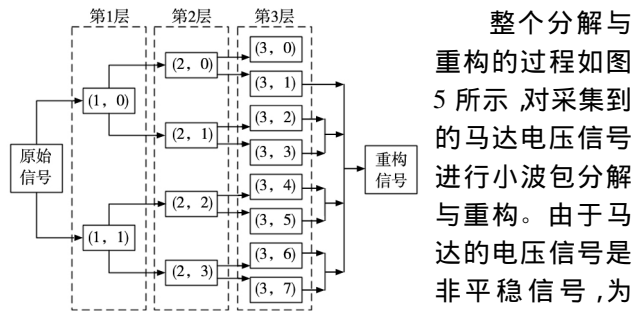 第1层 第2层 第3层
(3, 0)
(2, 0)
(3, 1)
(1, 0)
(3, 2)
(2, 1)
(3, 3)
原始
信号
重构
信号
(3, 4)
(2, 2)
(3, 5)
(1, 1)
(3, 6)
(2, 3)
(3, 7)
整个分解与
重构的过程如图
5 所示,对采集到
的马达电压信号
进行小波包分解
与重构。由于马
达的电压信号是
非平稳信号,为